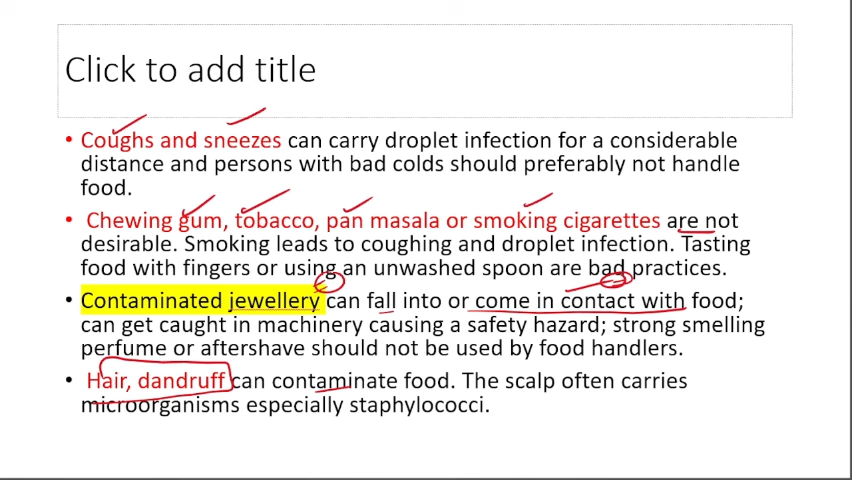 Click to add title
• Coughs and sneezes can carry droplet infection for a considerable
distance and persons with bad colds should preferably not handle
food.
• Chewing gum, tobacco, pan masala or smoking cigarettes are not
desirable. Smoking leads to coughing and droplet infection. Tasting
food with fingers or using an unwashed spoon are bad practices.
• Contaminated jewellery can fall into or come in contact with food;
can get caught in machinery causing a safety hazard; strong smelling
perfume or aftershave should not be used by food handlers.
• Hair, dandruff can contaminate food. The scalp often carries
microorganisms especially staphylococci.